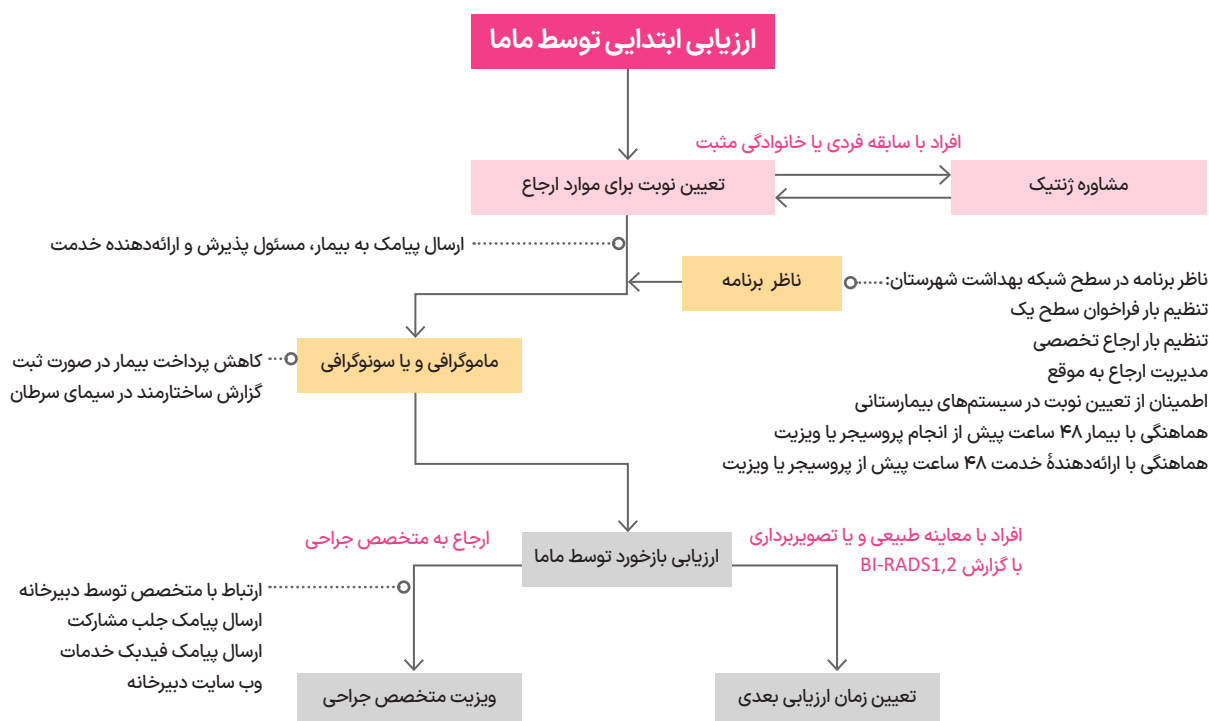 ارزیابی ابتدایی توسط ماما
افراد با سابقه فردی یا خانوادگی مثبت
تعیین نوبت برای موارد ارجاع
مشاوره ژنتیک
ارسال پیامک به بیمار، مسئول پذیرش و ارائه‌دهنده خدمت
ناظر برنامه
ناظر برنامه در سطح شبکه بهداشت شهرستان:
تنظیم بار فراخوان سطح یک
تنظیم بار ارجاع تخصصی
مدیریت ارجاع به موقع
اطمینان از تعیین نوبت در سیستم‌های بیمارستانی
هماهنگی با بیمار ۴۸ ساعت پیش از انجام پروسیجر یا ویزیت
هماهنگی با ارائه‌دهندهٔ خدمت ۴۸ ساعت پیش از پروسیجر یا ویزیت
ماموگرافی و یا سونوگرافی
کاهش پرداخت بیمار در صورت ثبت
گزارش ساختارمند در سیمای سرطان
افراد با معاینه طبیعی و یا تصویربرداری
با گزارش BI-RADS1,2
ارزیابی بازخورد توسط ماما
ارجاع به متخصص جراحی
ارتباط با متخصص توسط دبیرخانه
ارسال پیامک جلب مشارکت
ارسال پیامک فیدبک خدمات
وب سایت دبیرخانه
تعیین زمان ارزیابی بعدی
ویزیت متخصص جراحی